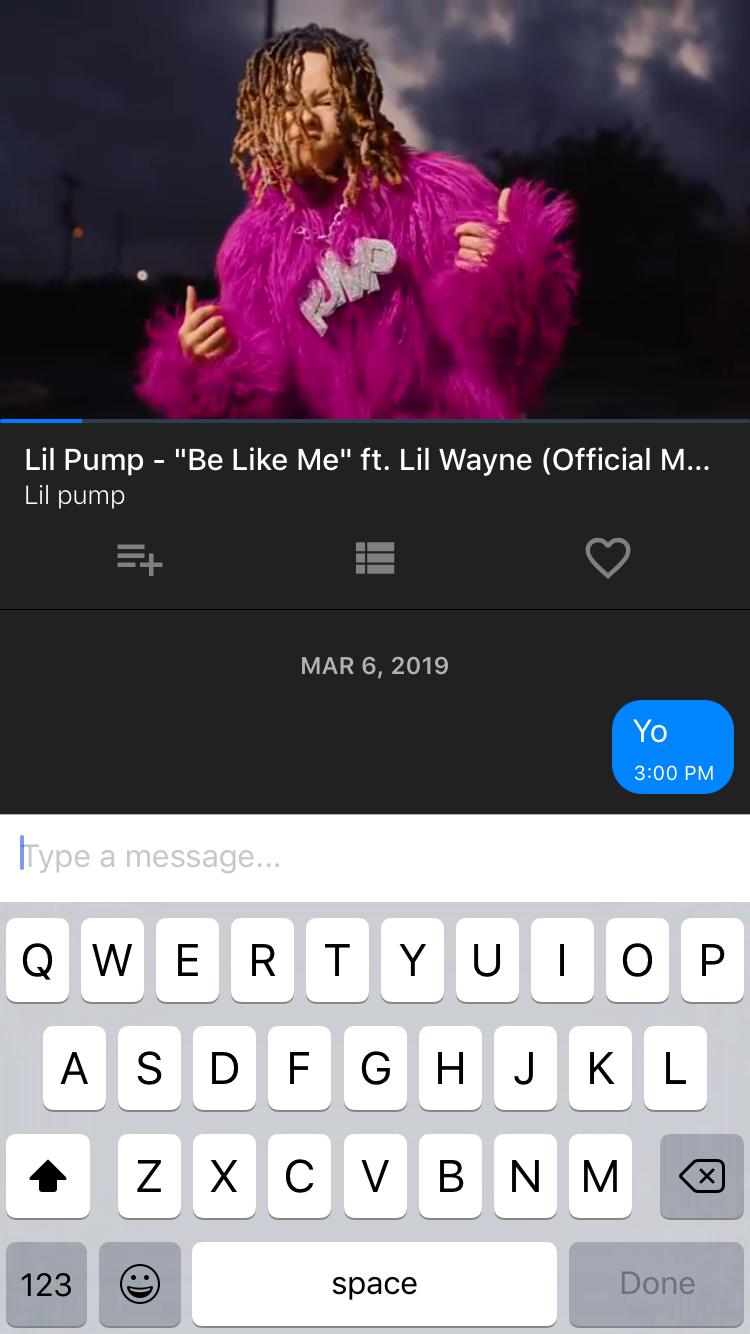 PUMP
Lil Pump - "Be Like Me" ft. Lil Wayne (Official M...
Lil pump
MAR 6, 2019
Yo
3:00 PM
Type a message...
Q W E R T Y U I O P
A S D F G H J K L
Z X C V B N M
123 space Done